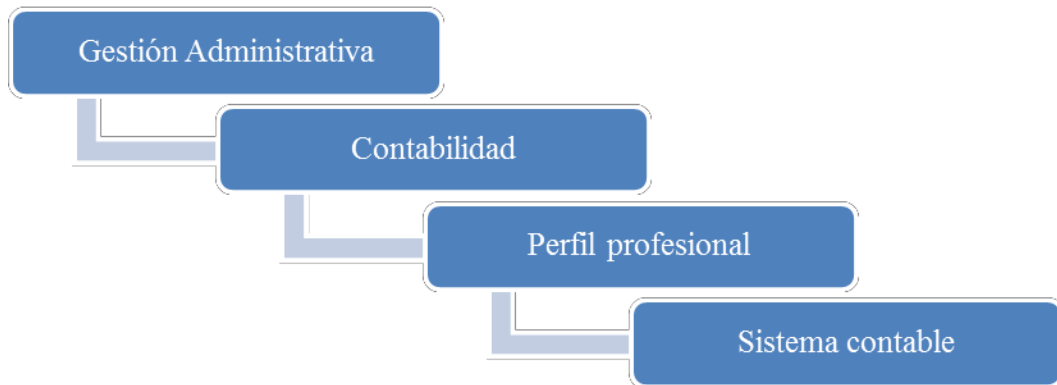 Gestión Administrativa
Contabilidad
Perfil profesional
Sistema contable